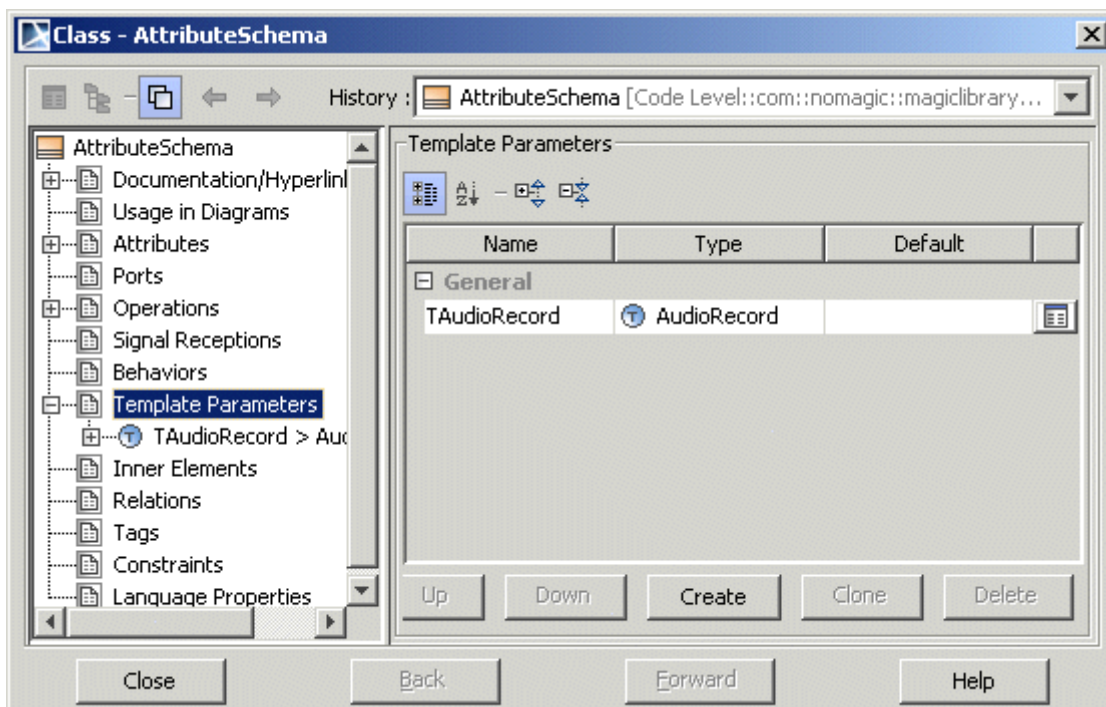 Class - AttributeSchema
History : AttributeSchema [Code Level::com::nomagic::magiclibrary...
AttributeSchema
Documentation/Hyperlin
Usage in Diagrams
Attributes
Ports
Operations
Signal Receptions
Behaviors
Template Parameters
TAudioRecord > Aud
Inner Elements
Relations
Tags
Constraints
Language Properties
Template Parameters
Name Type Default
General
TAudioRecord AudioRecord
Up Down Create Clone Delete
Close Back Forward Help